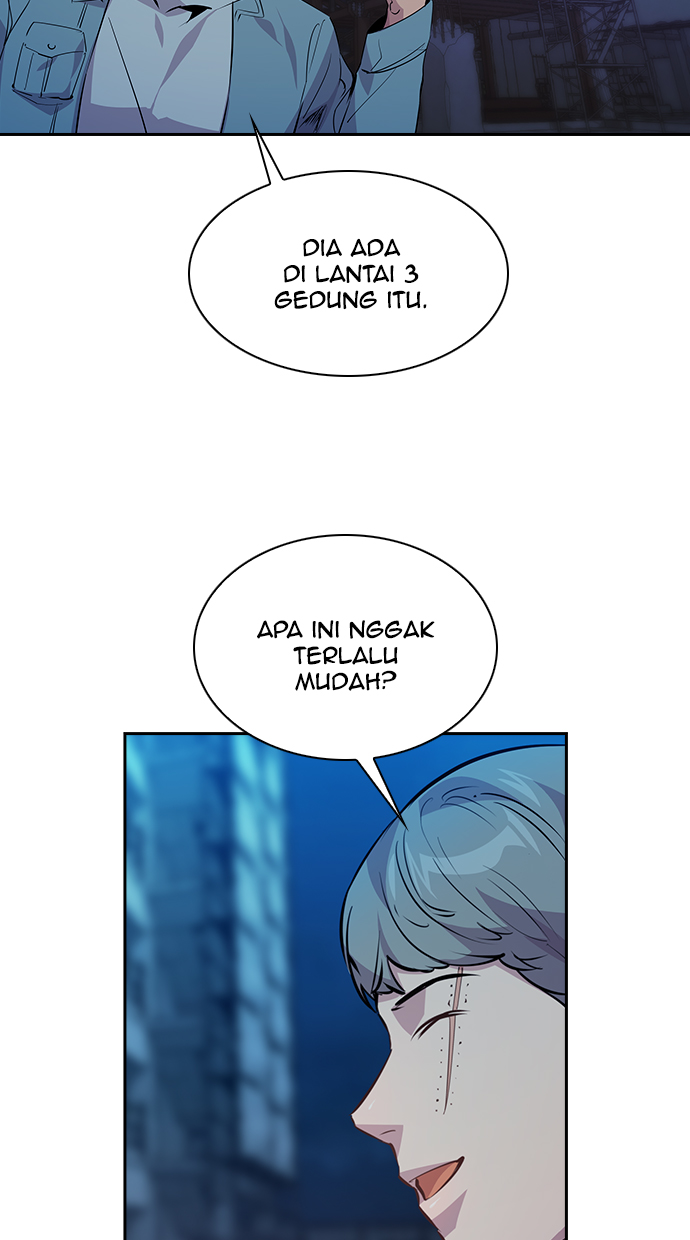 DIA ADA
DI LANTAI 3
GEDUNG ITU.
APA INI NGGAK
TERLALU
MUDAH?